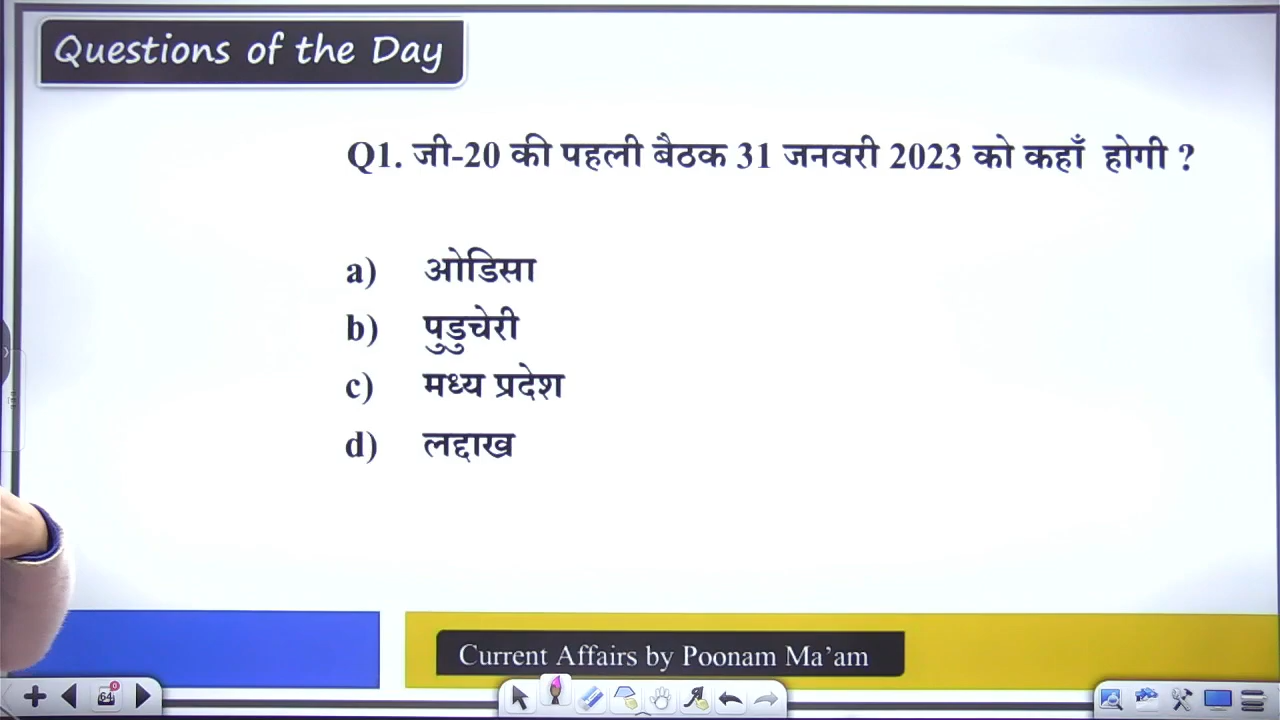 Questions of the Day
Q1. जी-20 की पहली बैठक 31 जनवरी 2023 को कहाँ होगी ?
a) ओडिसा
b) पुडुचेरी
c) मध्य प्रदेश
d) लद्दाख
Current Affairs by Poonam Ma’am
64